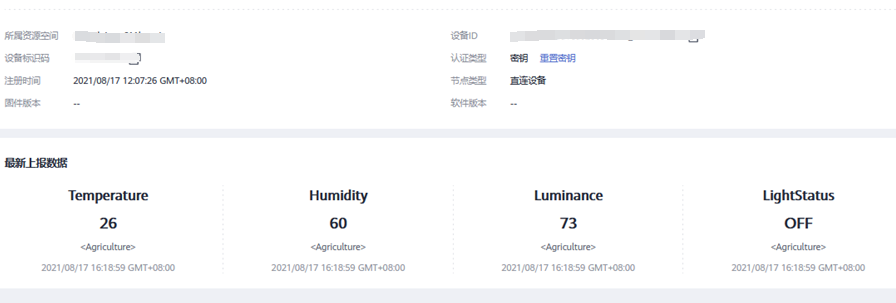 所属资源空间
设备ID
设备标识码
认证类型 密钥 重置密钥
注册时间 2021/08/17 12:07:26 GMT+08:00
节点类型 直连设备
固件版本 --
软件版本 --
最新上报数据
Temperature Humidity Luminance LightStatus
26 60 73 OFF
<Agriculture> <Agriculture> <Agriculture> <Agriculture>
2021/08/17 16:18:59 GMT+08:00 2021/08/17 16:18:59 GMT+08:00 2021/08/17 16:18:59 GMT+08:00 2021/08/17 16:18:59 GMT+08:00